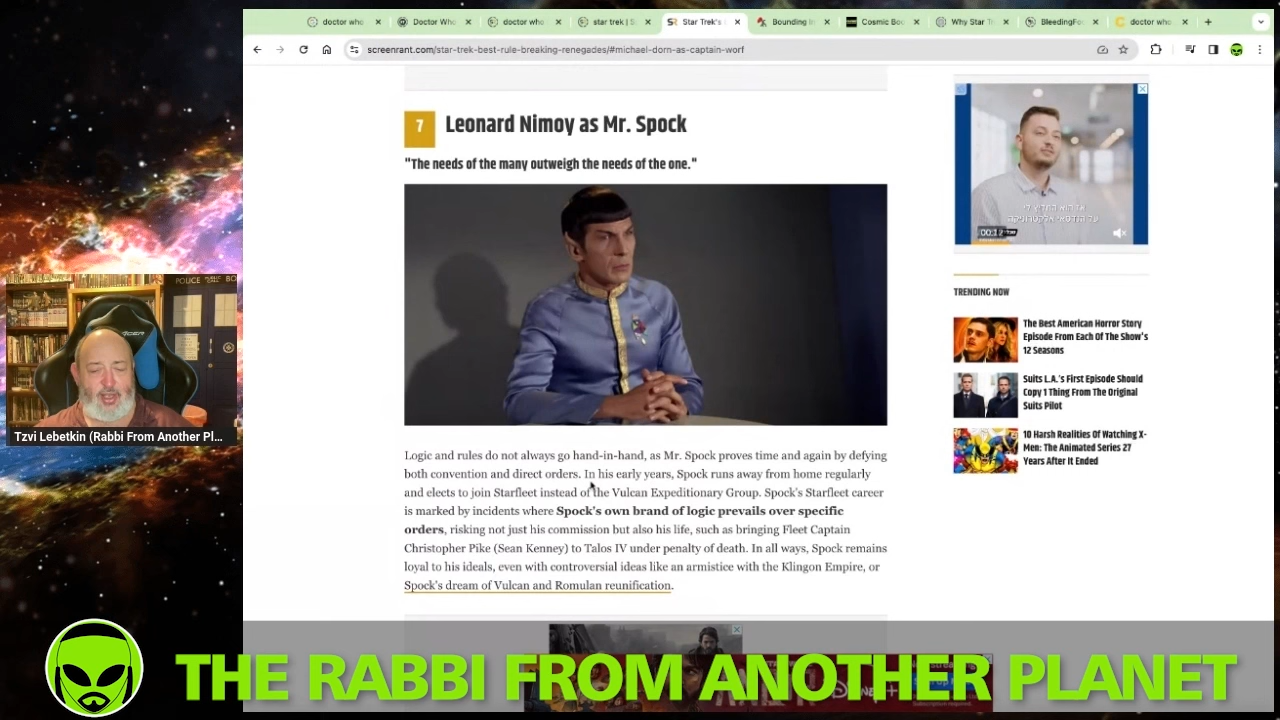 doctor who
Doctor Who
doctor who
star trek | S
Star Trek's
Bounding I
Cosmic Boo
Why Star Tr
BleedingFo
doctor who
screenrant.com/star-trek-best-rule-breaking-renegades/#michael-dorn-as-captain-worf
7 Leonard Nimoy as Mr. Spock
"The needs of the many outweigh the needs of the one."
Logic and rules do not always go hand-in-hand, as Mr. Spock proves time and again by defying
both convention and direct orders. In his early years, Spock runs away from home regularly
and elects to join Starfleet instead of the Vulcan Expeditionary Group. Spock's Starfleet career
is marked by incidents where Spock's own brand of logic prevails over specific
orders, risking not just his commission but also his life, such as bringing Fleet Captain
Christopher Pike (Sean Kenney) to Talos IV under penalty of death. In all ways, Spock remains
loyal to his ideals, even with controversial ideas like an armistice with the Klingon Empire, or
Spock's dream of Vulcan and Romulan reunification.
00:12
TRENDING NOW
The Best American Horror Story
Episode From Each Of The Show's
12 Seasons
Suits L.A.'s First Episode Should
Copy 1 Thing From The Original
Suits Pilot
10 Harsh Realities Of Watching X-
Men: The Animated Series 27
Years After It Ended
POLICE BO
Tzvi Lebetkin (Rabbi From Another Pl...
THE RABBI FROM ANOTHER PLANET